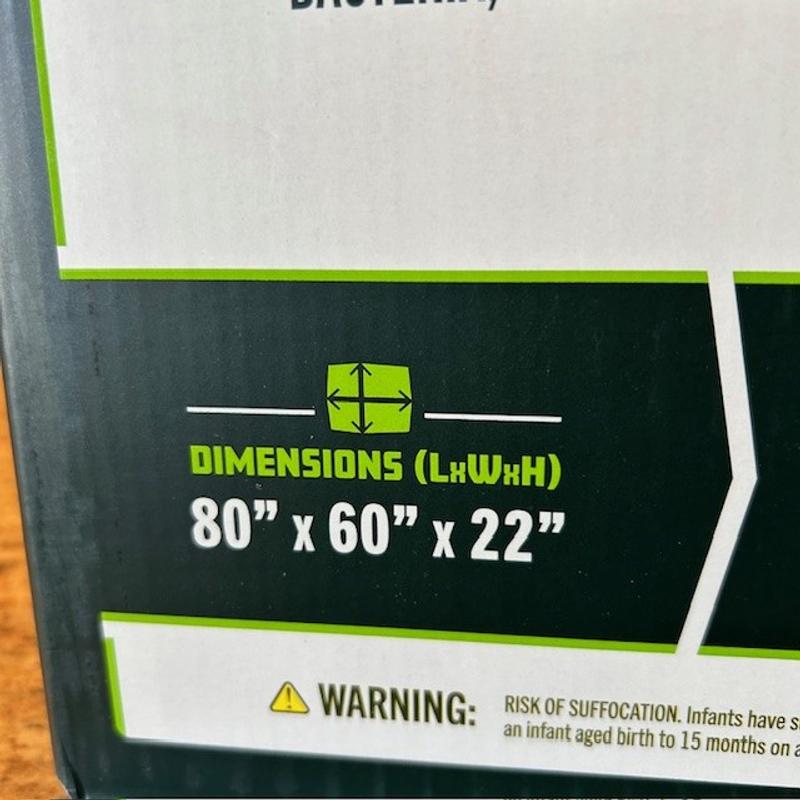 DIMENSIONS (LxWxH)
80” x 60” x 22”
WARNING:
RISK OF SUFFOCATION. Infants have
an infant aged birth to 15 months on